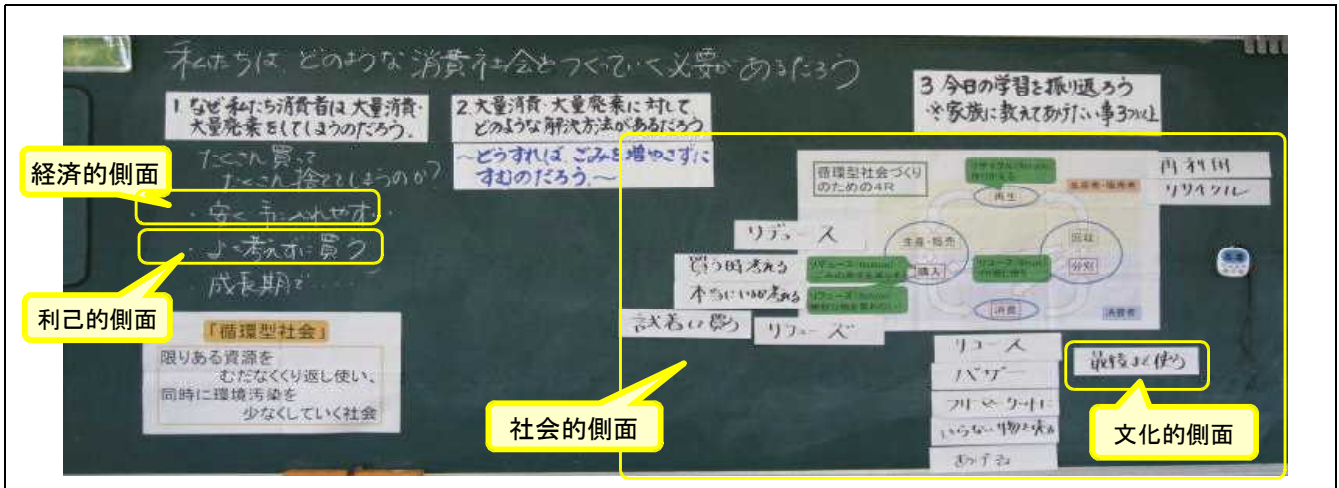 私たちは、どのような消費社会をつくっていく必要があるだろう
1.なぜ私たち消費者は大量消費・
大量廃棄をしてしまうのだろう。
たくさん買って
たくさん捨ててしまうのか?
経済的側面
・安く手に入れやすい
・よく考えずに買う
利己的側面
成長期で・・・・
「循環型社会」
限りある資源を
むだなくくり返し使い、
同時に環境汚染を
少なくしていく社会
2.大量消費・大量廃棄に対して
どのような解決方法があるだろう
〜どうすれば、ごみを増やさずに
すむのだろう。〜
3 今日の学習を振り返ろう
※家族に教えてあげたい事3つ以上
循環型社会づくり
のための4R
再生
生産者・販売者
生産・販売
購入
回収
分別
消費
消費者
再利用
リサイクル
リデュース
買う時考える
本当にいるか考える
試着して買う
リフューズ
リユース
バザー
フリーマーケットに
いらない物を売る
あげる
最後まで使う
社会的側面
文化的側面